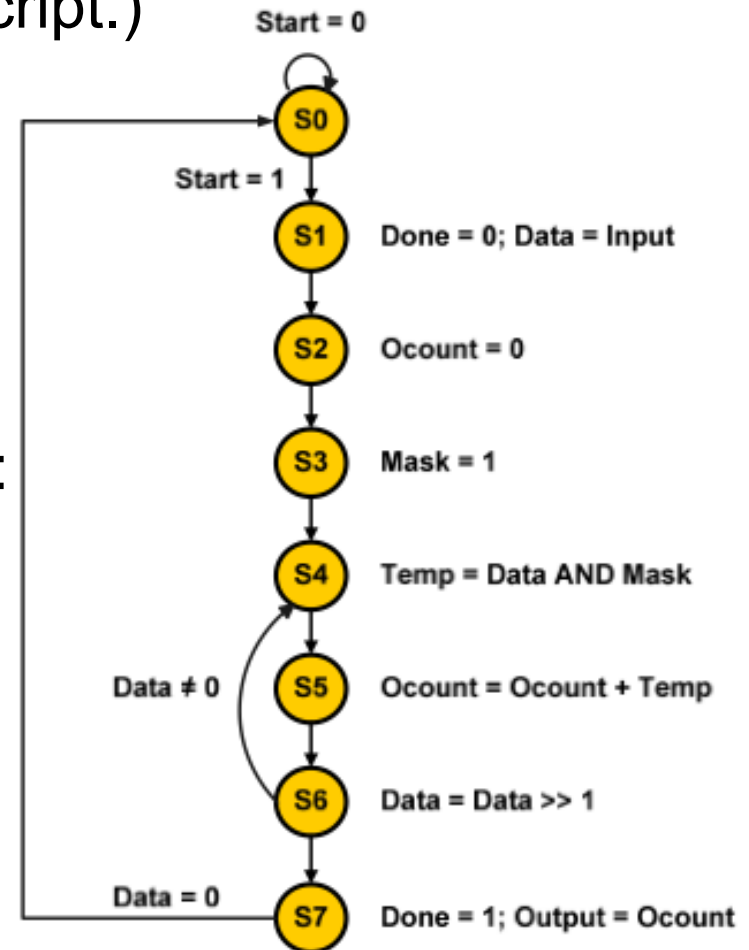 cript.)
Start = 0
S0
Start = 1
S1 Done = 0; Data = Input
S2 Ocount = 0
:
S3 Mask = 1
S4 Temp = Data AND Mask
Data ≠ 0
S5 Ocount = Ocount + Temp
S6 Data = Data >> 1
Data = 0
S7 Done = 1; Output = Ocount